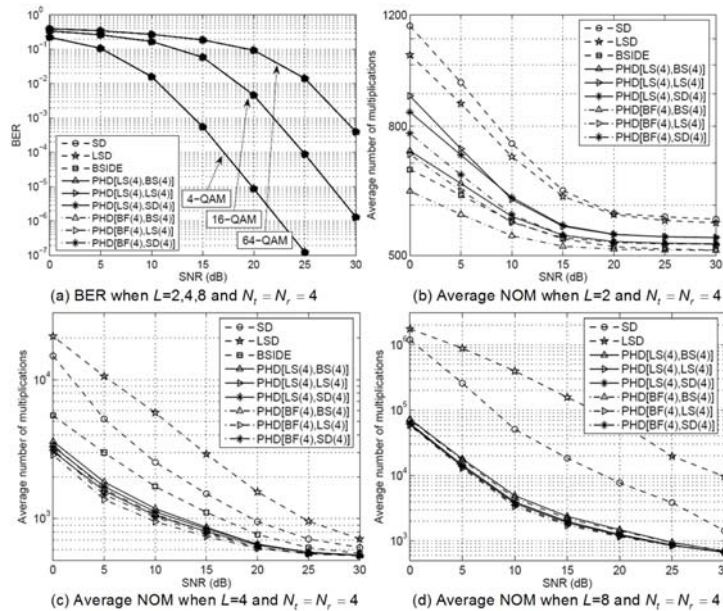 10^0
10^-1
10^-2
10^-3
10^-4
10^-5
10^-6
10^-7
BER
SD
LSD
BSIDE
PHD[LS(4),BS(4)]
PHD[LS(4),LS(4)]
PHD[LS(4),SD(4)]
PHD[BF(4),BS(4)]
PHD[BF(4),LS(4)]
PHD[BF(4),SD(4)]
4-QAM
16-QAM
64-QAM
0 5 10 15 20 25 30
SNR (dB)
(a) BER when L=2,4,8 and N_t = N_r = 4
1200
800
500
Average number of multiplications
SD
LSD
BSIDE
PHD[LS(4),BS(4)]
PHD[LS(4),LS(4)]
PHD[LS(4),SD(4)]
PHD[BF(4),BS(4)]
PHD[BF(4),LS(4)]
PHD[BF(4),SD(4)]
0 5 10 15 20 25 30
SNR (dB)
(b) Average NOM when L=2 and N_t = N_r = 4
10^4
10^3
Average number of multiplications
SD
LSD
BSIDE
PHD[LS(4),BS(4)]
PHD[LS(4),LS(4)]
PHD[LS(4),SD(4)]
PHD[BF(4),BS(4)]
PHD[BF(4),LS(4)]
PHD[BF(4),SD(4)]
0 5 10 15 20 25 30
SNR (dB)
(c) Average NOM when L=4 and N_t = N_r = 4
10^6
10^5
10^4
10^3
Average number of multiplications
SD
LSD
PHD[LS(4),BS(4)]
PHD[LS(4),LS(4)]
PHD[LS(4),SD(4)]
PHD[BF(4),BS(4)]
PHD[BF(4),LS(4)]
PHD[BF(4),SD(4)]
0 5 10 15 20 25 30
SNR (dB)
(d) Average NOM when L=8 and N_t = N_r = 4